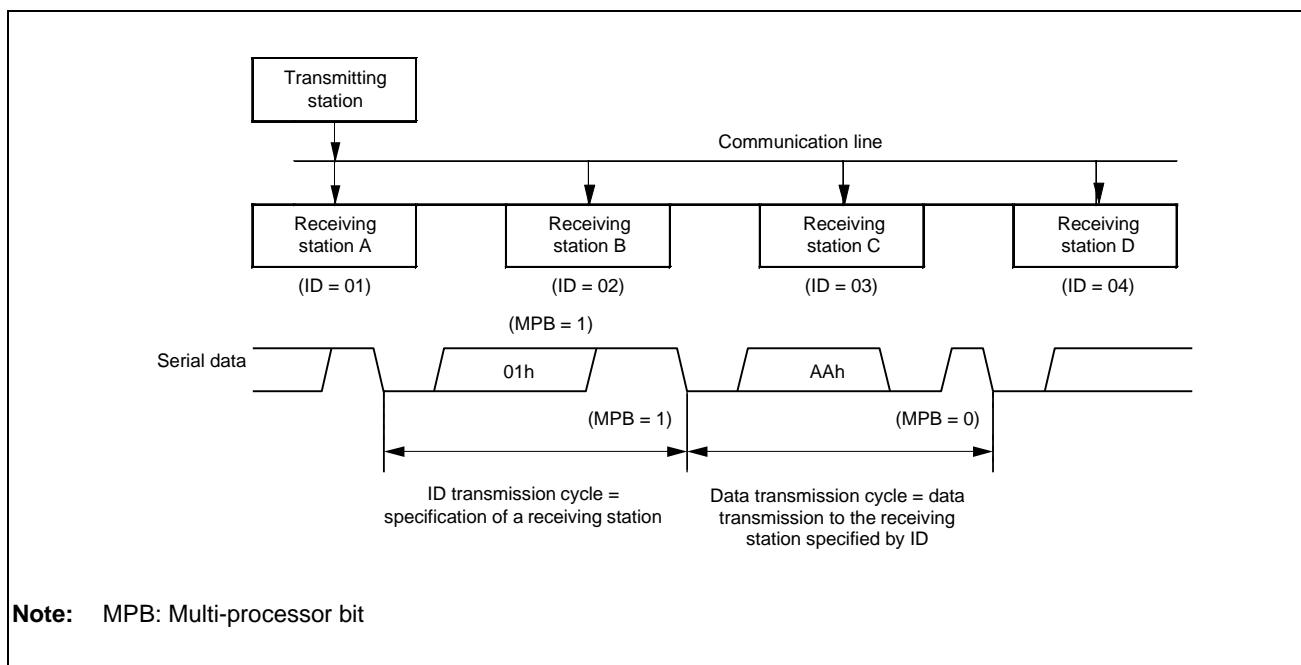 Transmitting
station
Communication line
Receiving
station A
Receiving
station B
Receiving
station C
Receiving
station D
(ID = 01)
(ID = 02)
(ID = 03)
(ID = 04)
(MPB = 1)
Serial data
01h
AAh
(MPB = 1)
(MPB = 0)
ID transmission cycle =
specification of a receiving station
Data transmission cycle = data
transmission to the receiving
station specified by ID
Note: MPB: Multi-processor bit